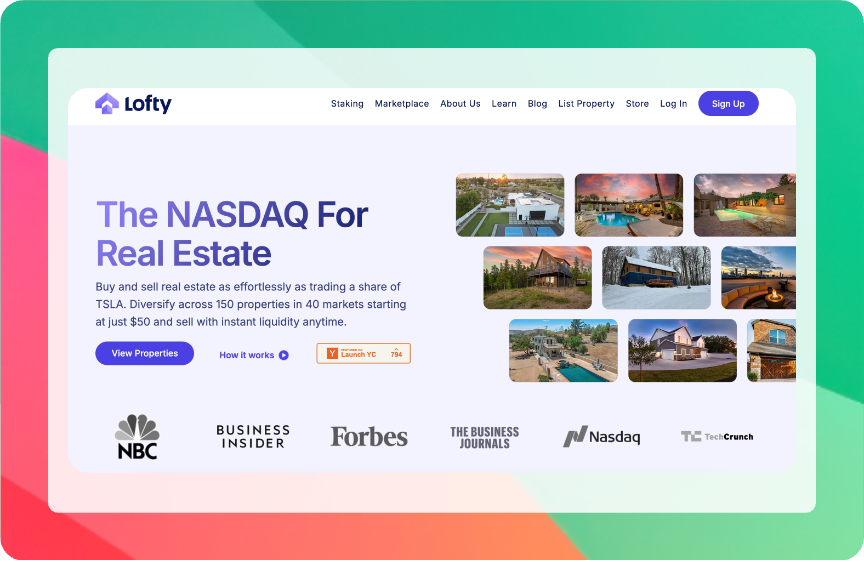 Lofty
Staking Marketplace About Us Learn Blog List Property Store Log In Sign Up
The NASDAQ For
Real Estate
Buy and sell real estate as effortlessly as trading a share of
TSLA. Diversify across 150 properties in 40 markets starting
at just $50 and sell with instant liquidity anytime.
View Properties How it works
Y Launch YC 794
NBC
BUSINESS
INSIDER
Forbes
THE BUSINESS
JOURNALS
Nasdaq
TC TechCrunch